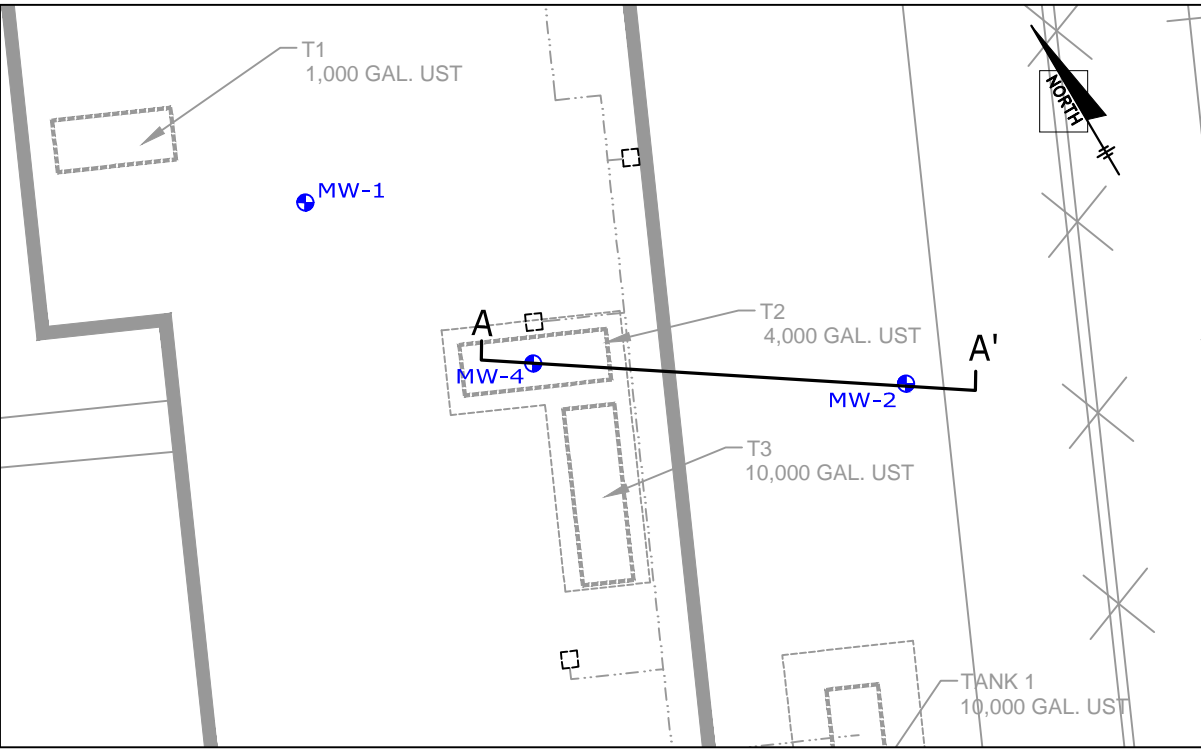 T1
1,000 GAL. UST
NORTH
MW-1
T2
4,000 GAL. UST
A
A'
MW-4
MW-2
T3
10,000 GAL. UST
TANK 1
10,000 GAL. UST